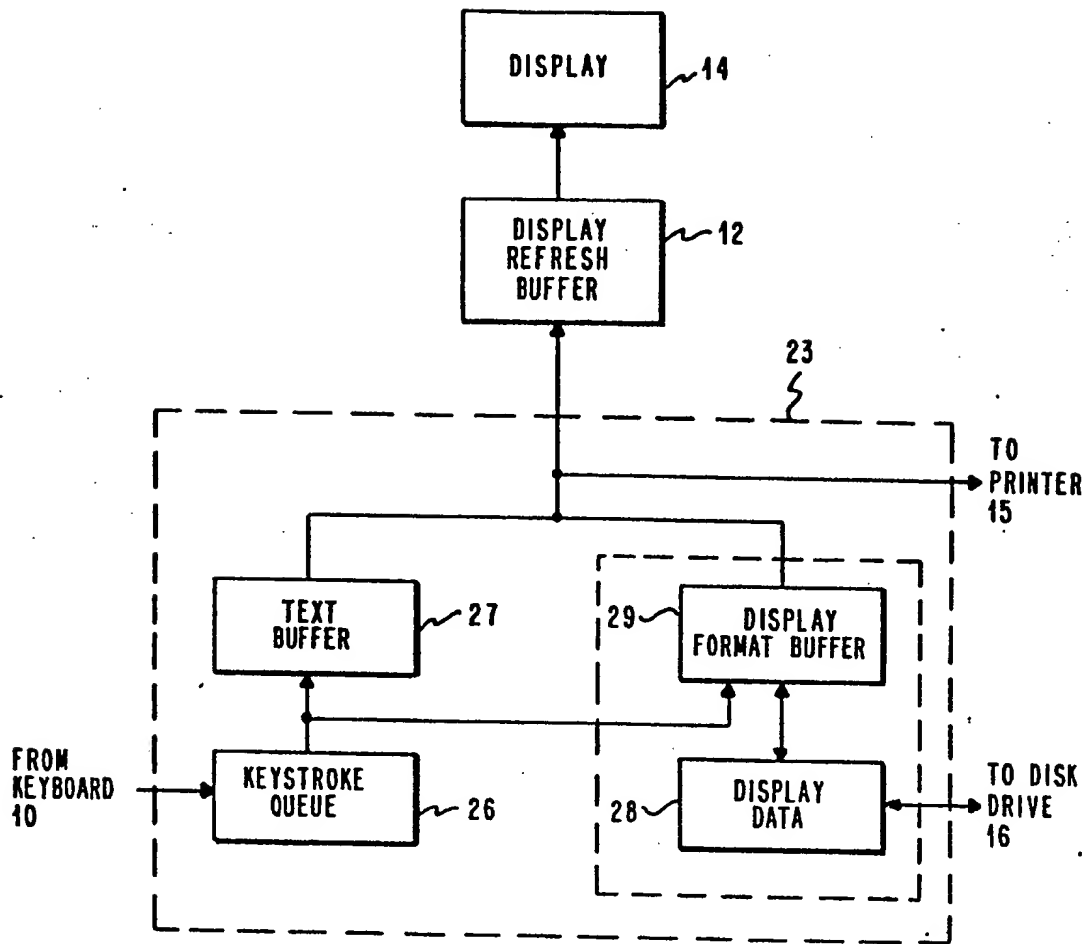 DISPLAY
14
DISPLAY
REFRESH
BUFFER
12
23
TO
PRINTER
15
TEXT
BUFFER
27
29
DISPLAY
FORMAT BUFFER
FROM
KEYBOARD
10
KEYSTROKE
QUEUE
26
28
DISPLAY
DATA
TO DISK
DRIVE
16